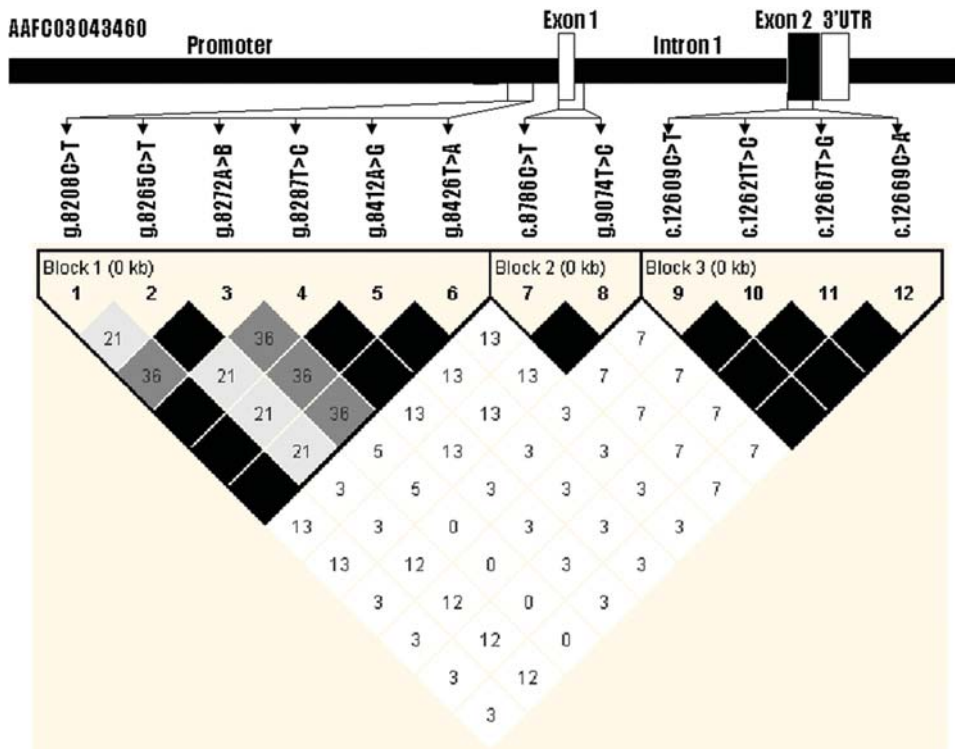 AAFC03043460
Promoter
Exon 1
Intron 1
Exon 2 3'UTR
g.8208C>T
g.8265C>T
g.8272A>B
g.8287T>C
g.8412A>G
g.8426T>A
c.8786C>T
g.9074T>C
c.12609C>T
c.12621T>C
c.12667T>G
c.12669C>A
Block 1 (0 kb) Block 2 (0 kb) Block 3 (0 kb)
1 2 3 4 5 6 7 8 9 10 11 12
21 36 13 7
36 21 36 13 13 7 7
21 36 13 13 3 7 7
21 5 13 3 3 7 7
3 5 3 3 3 7
13 3 0 3 3 3
13 12 0 3 3
3 12 0 3
3 12 0
3 12
3